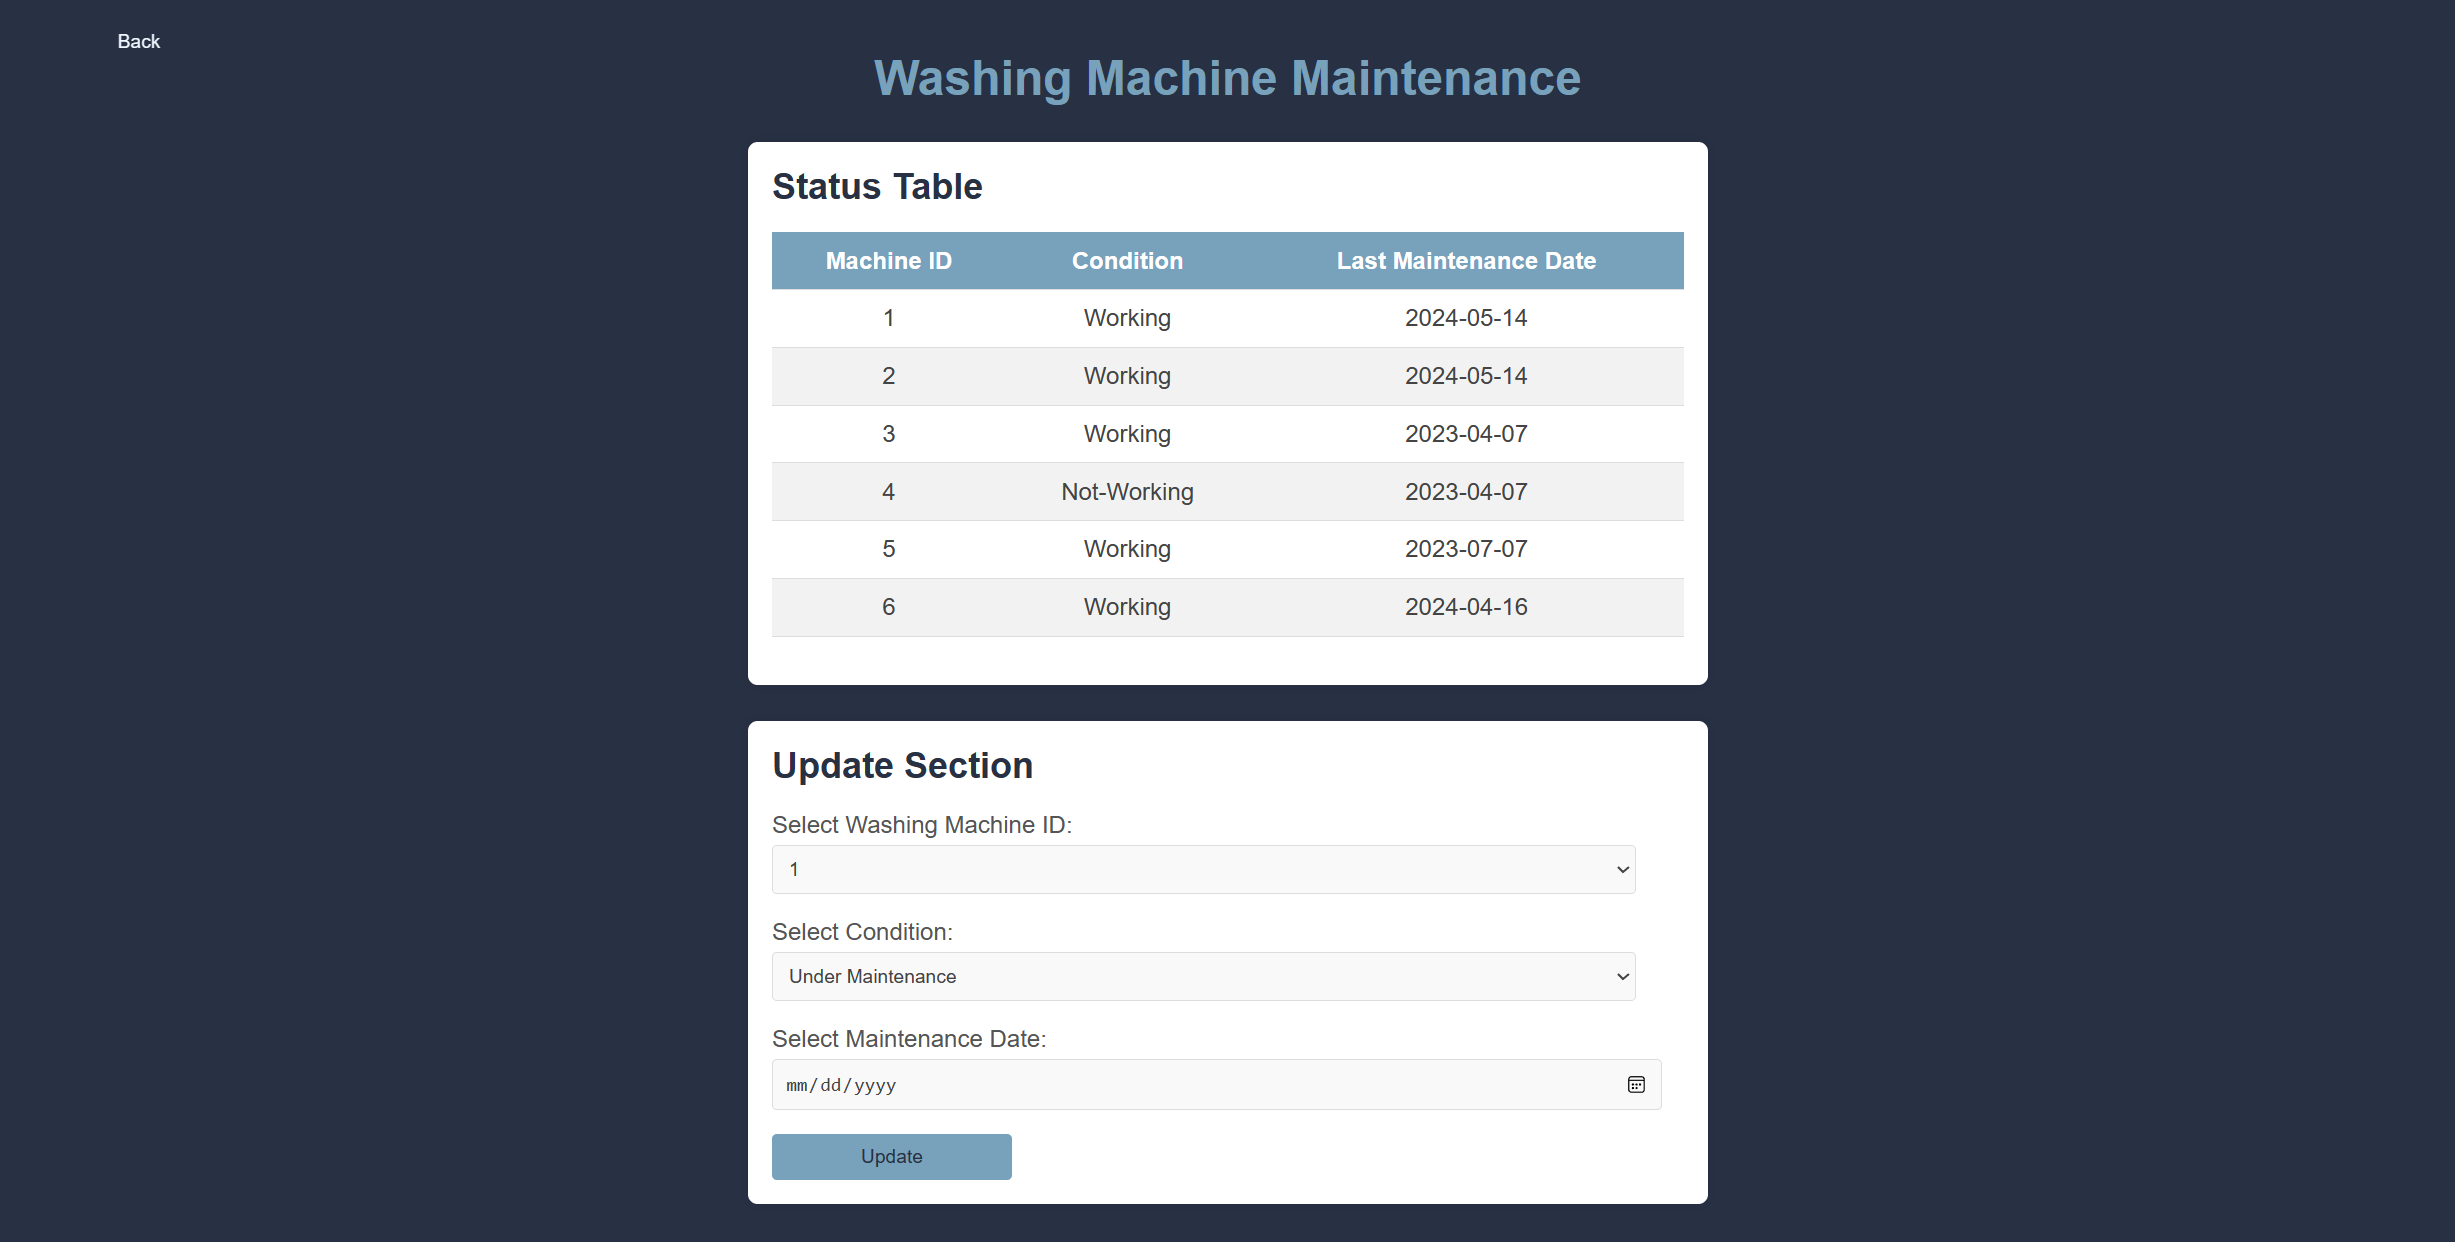 Back
Washing Machine Maintenance
Status Table
Machine ID Condition Last Maintenance Date
1 Working 2024-05-14
2 Working 2024-05-14
3 Working 2023-04-07
4 Not-Working 2023-04-07
5 Working 2023-07-07
6 Working 2024-04-16
Update Section
Select Washing Machine ID:
1
Select Condition:
Under Maintenance
Select Maintenance Date:
mm/dd/yyyy
Update